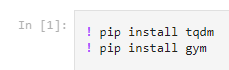 In [1]:
! pip install tqdm
! pip install gym